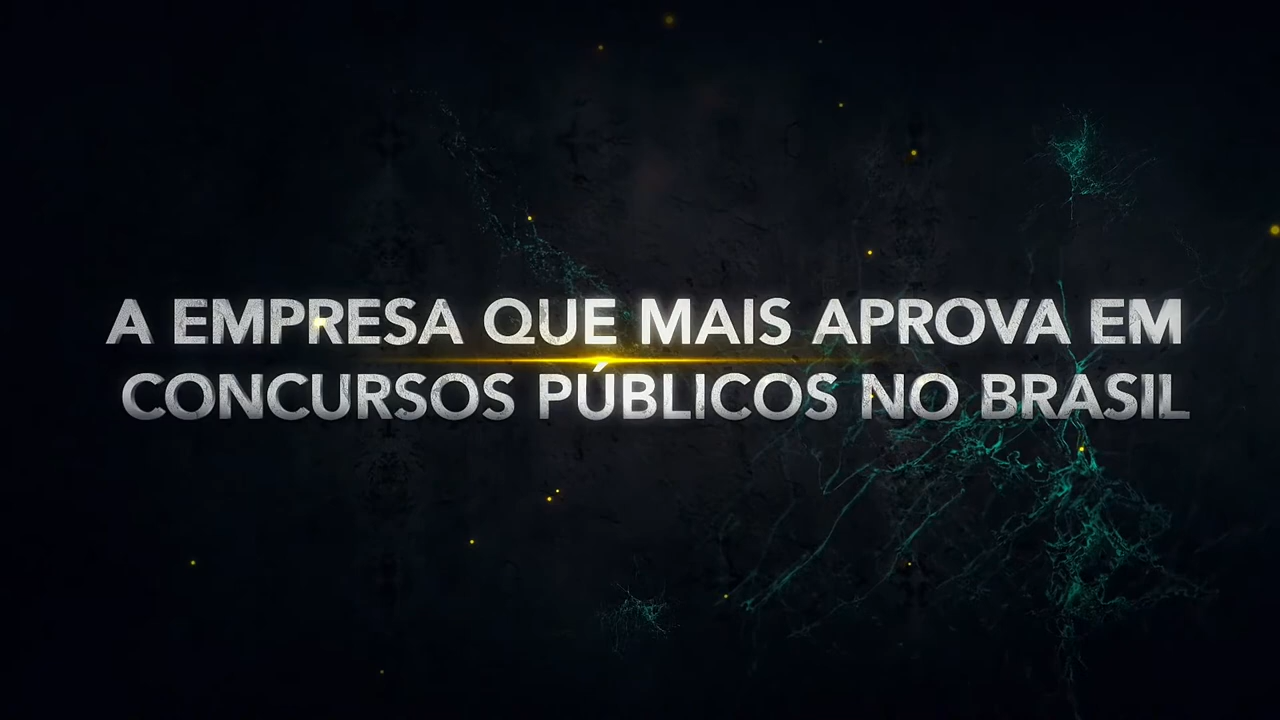 A EMPRESA QUE MAIS APROVA EM
CONCURSOS PÚBLICOS NO BRASIL